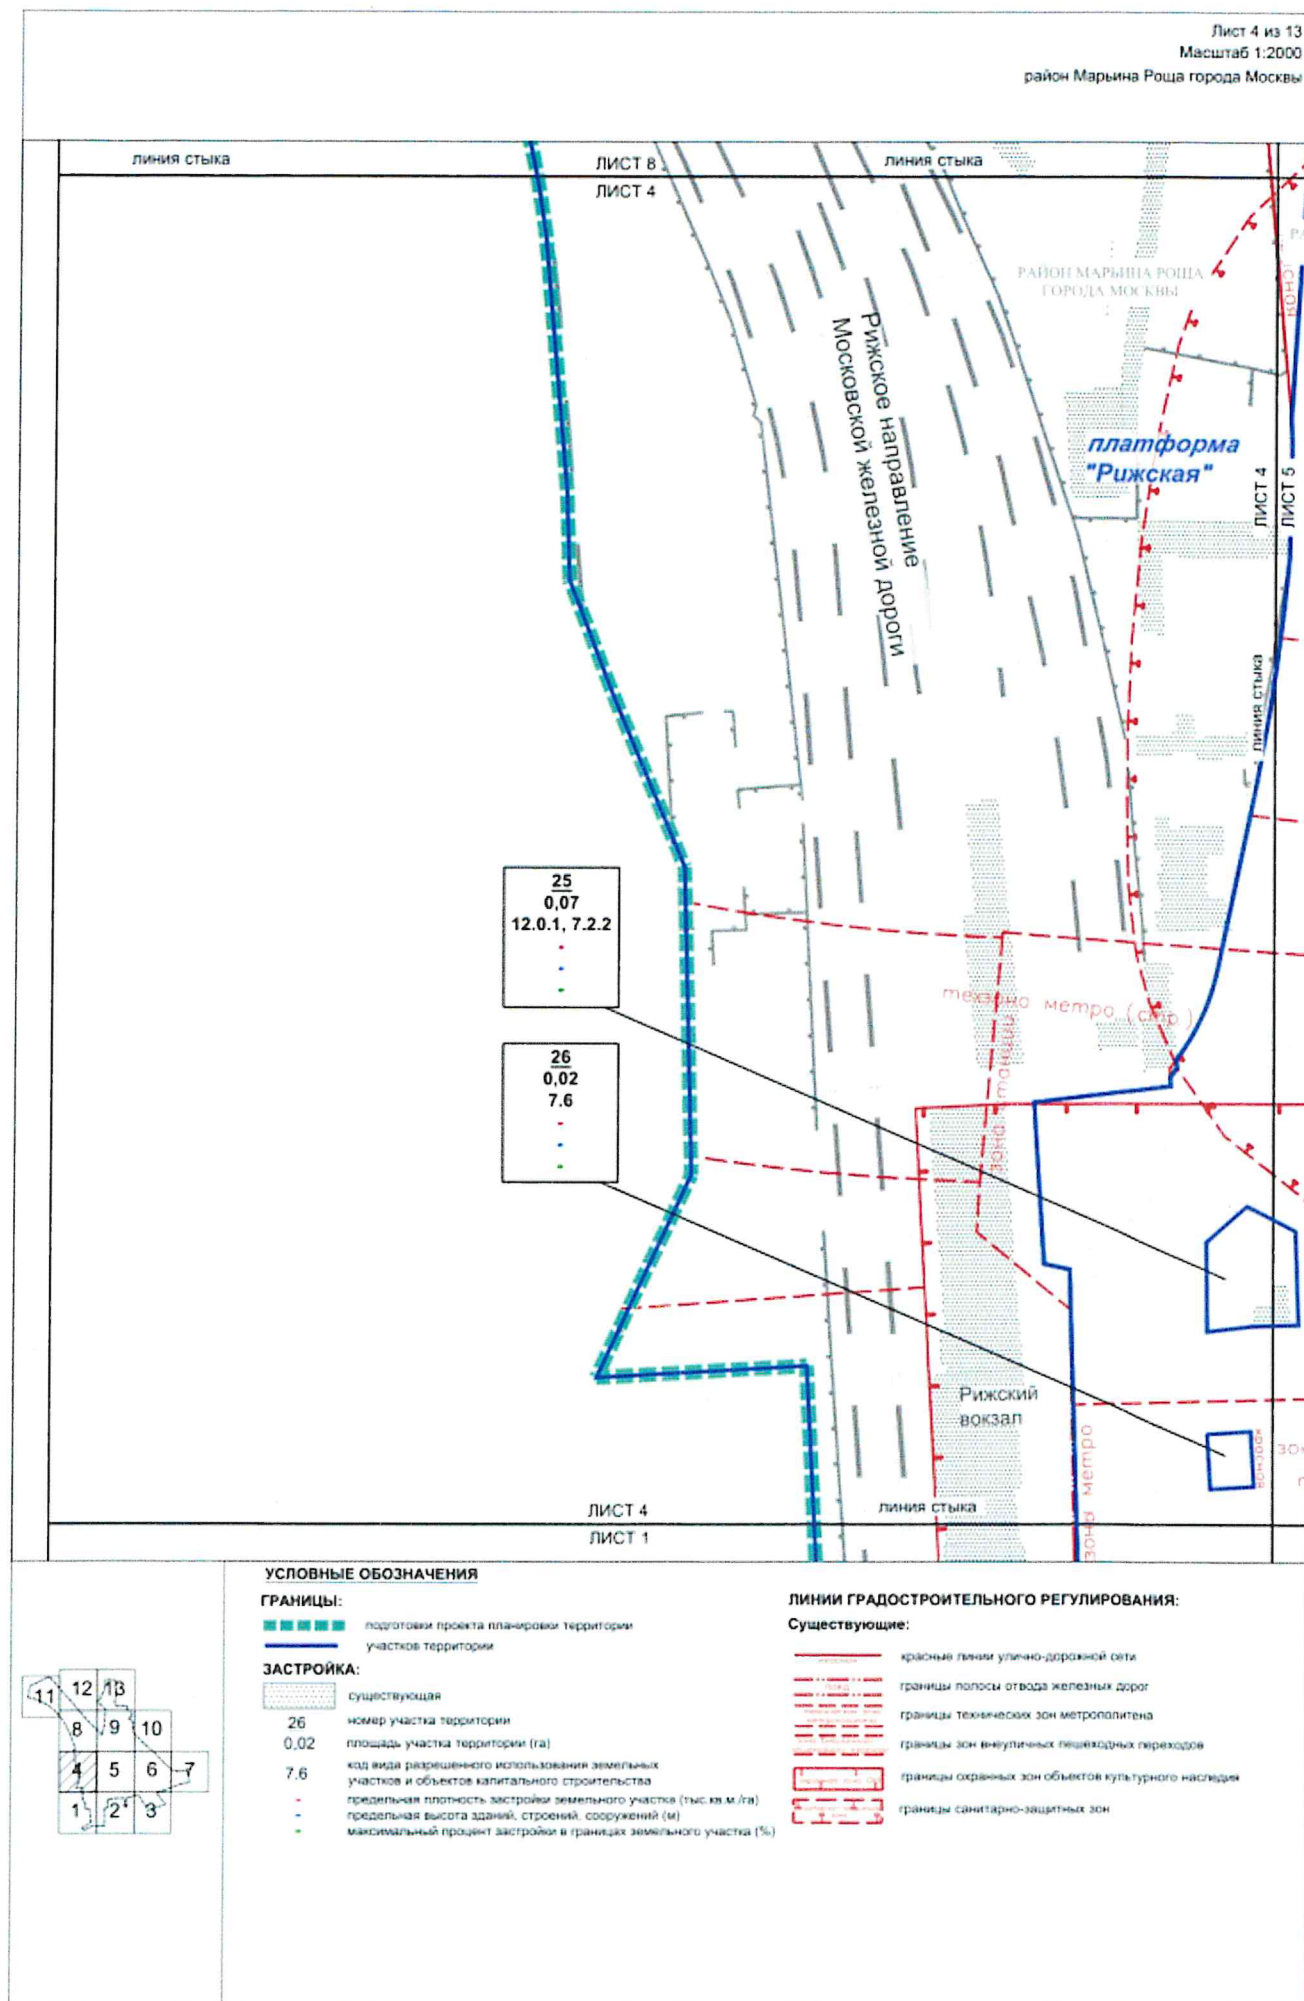 Лист 4 из 13
Масштаб 1:2000
район Марьина Роща города Москвы
линия стыка
ЛИСТ 8
линия стыка
ЛИСТ 4
РАЙОН МАРЬИНА РОЩА
ГОРОДА МОСКВЫ
Рижское направление
Московской железной дороги
платформа
"Рижская"
ЛИСТ 4
ЛИСТ 5
линия стыка
25
0,07
12.0.1, 7.2.2
-
-
-
техзона метро (стр.)
зона станции
26
0,02
7.6
-
-
-
Рижский
вокзал
зоны метро
ЛИСТ 4
линия стыка
ЛИСТ 1
УСЛОВНЫЕ ОБОЗНАЧЕНИЯ
ГРАНИЦЫ:
подготовки проекта планировки территории
участков территории
ЗАСТРОЙКА:
существующая
26 номер участка территории
0,02 площадь участка территории (га)
7.6 код вида разрешенного использования земельных
участков и объектов капитального строительства
- предельная плотность застройки земельного участка (тыс.кв.м./га)
- предельная высота зданий, строений, сооружений (м)
- максимальный процент застройки в границах земельного участка (%)
ЛИНИИ ГРАДОСТРОИТЕЛЬНОГО РЕГУЛИРОВАНИЯ:
Существующие:
красные линии улично-дорожной сети
границы полосы отвода железных дорог
границы технических зон метрополитена
границы зон внеуличных пешеходных переходов
границы охранных зон объектов культурного наследия
границы санитарно-защитных зон
11 12 13
8 9 10
4 5 6 7
1 2 3